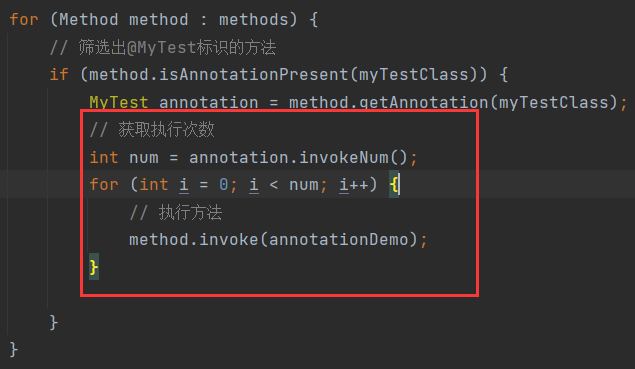 for (Method method : methods) {
// 筛选出@MyTest标识的方法
if (method.isAnnotationPresent(myTestClass)) {
MyTest annotation = method.getAnnotation(myTestClass);
// 获取执行次数
int num = annotation.invokeNum();
for (int i = 0; i < num; i++) {
// 执行方法
method.invoke(annotationDemo);
}
}
}